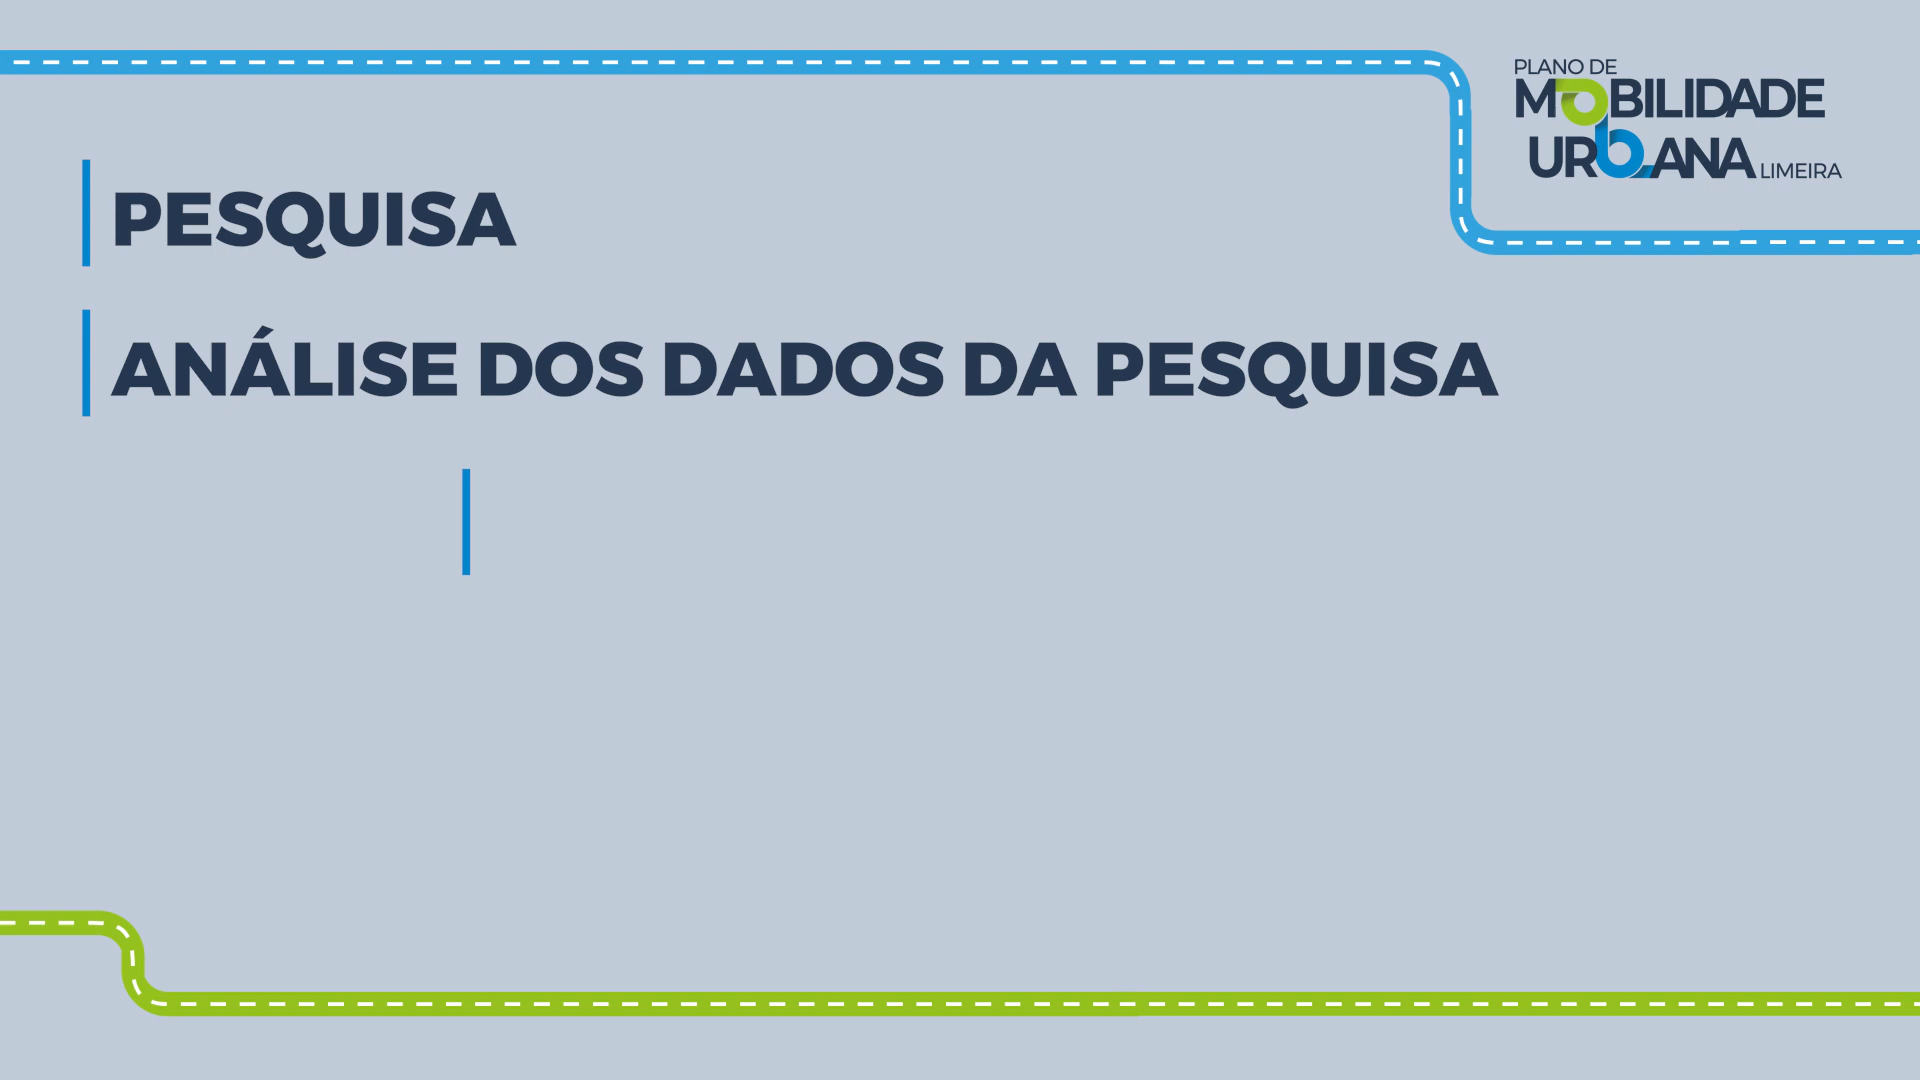 PLANO DE
MOBILIDADE
URBANA LIMEIRA
PESQUISA
ANÁLISE DOS DADOS DA PESQUISA